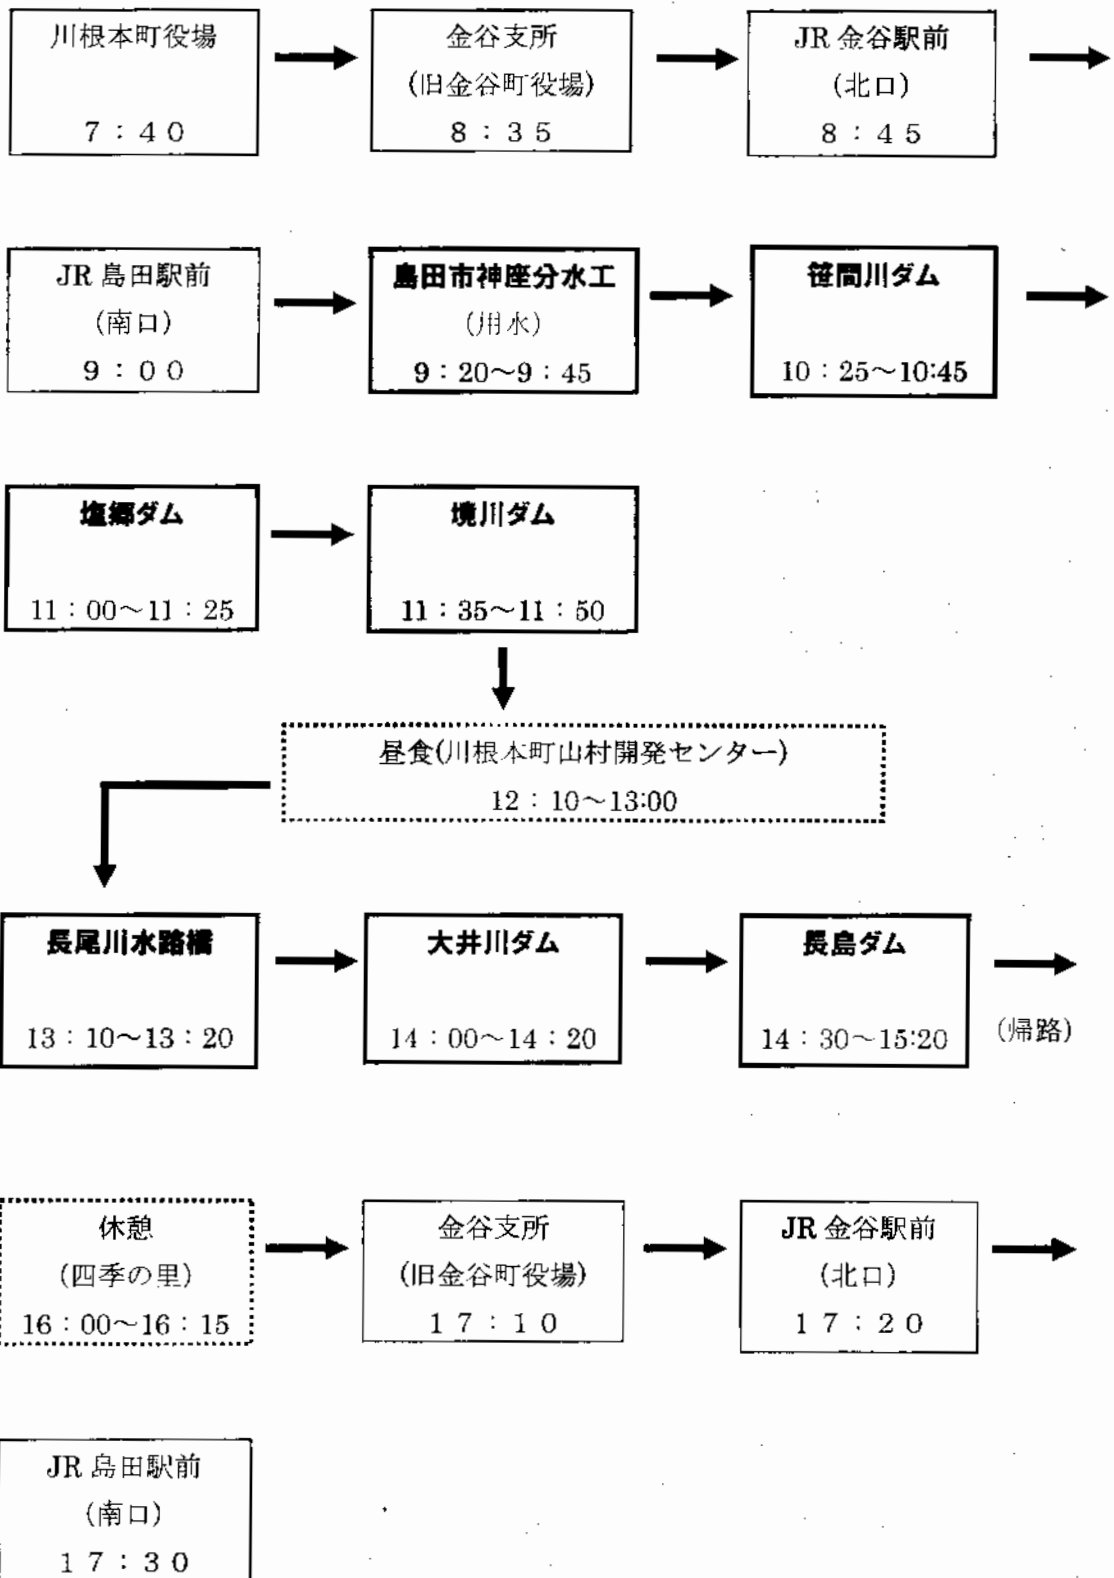 川根本町役場
7：40
金谷支所
(旧金谷町役場)
8：35
JR 金谷駅前
(北口)
8：45
JR 島田駅前
(南口)
9：00
島田市神座分水工
(用水)
9：20～9：45
笹間川ダム
10：25～10:45
塩郷ダム
11：00～11：25
境川ダム
11：35～11：50
昼食(川根本町山村開発センター)
12：10～13:00
長尾川水路橋
13：10～13：20
大井川ダム
14：00～14：20
長島ダム
14：30～15:20
(帰路)
休憩
(四季の里)
16：00～16：15
金谷支所
(旧金谷町役場)
17：10
JR 金谷駅前
(北口)
17：20
JR 島田駅前
(南口)
17：30